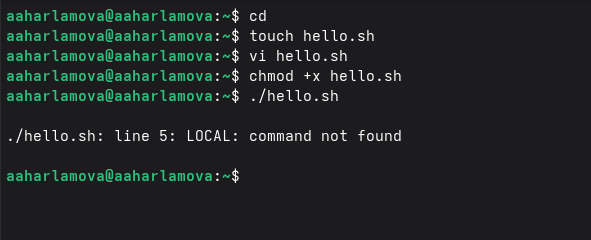 aaharlamova@aaharlamova:~$ cd
aaharlamova@aaharlamova:~$ touch hello.sh
aaharlamova@aaharlamova:~$ vi hello.sh
aaharlamova@aaharlamova:~$ chmod +x hello.sh
aaharlamova@aaharlamova:~$ ./hello.sh
./hello.sh: line 5: LOCAL: command not found
aaharlamova@aaharlamova:~$